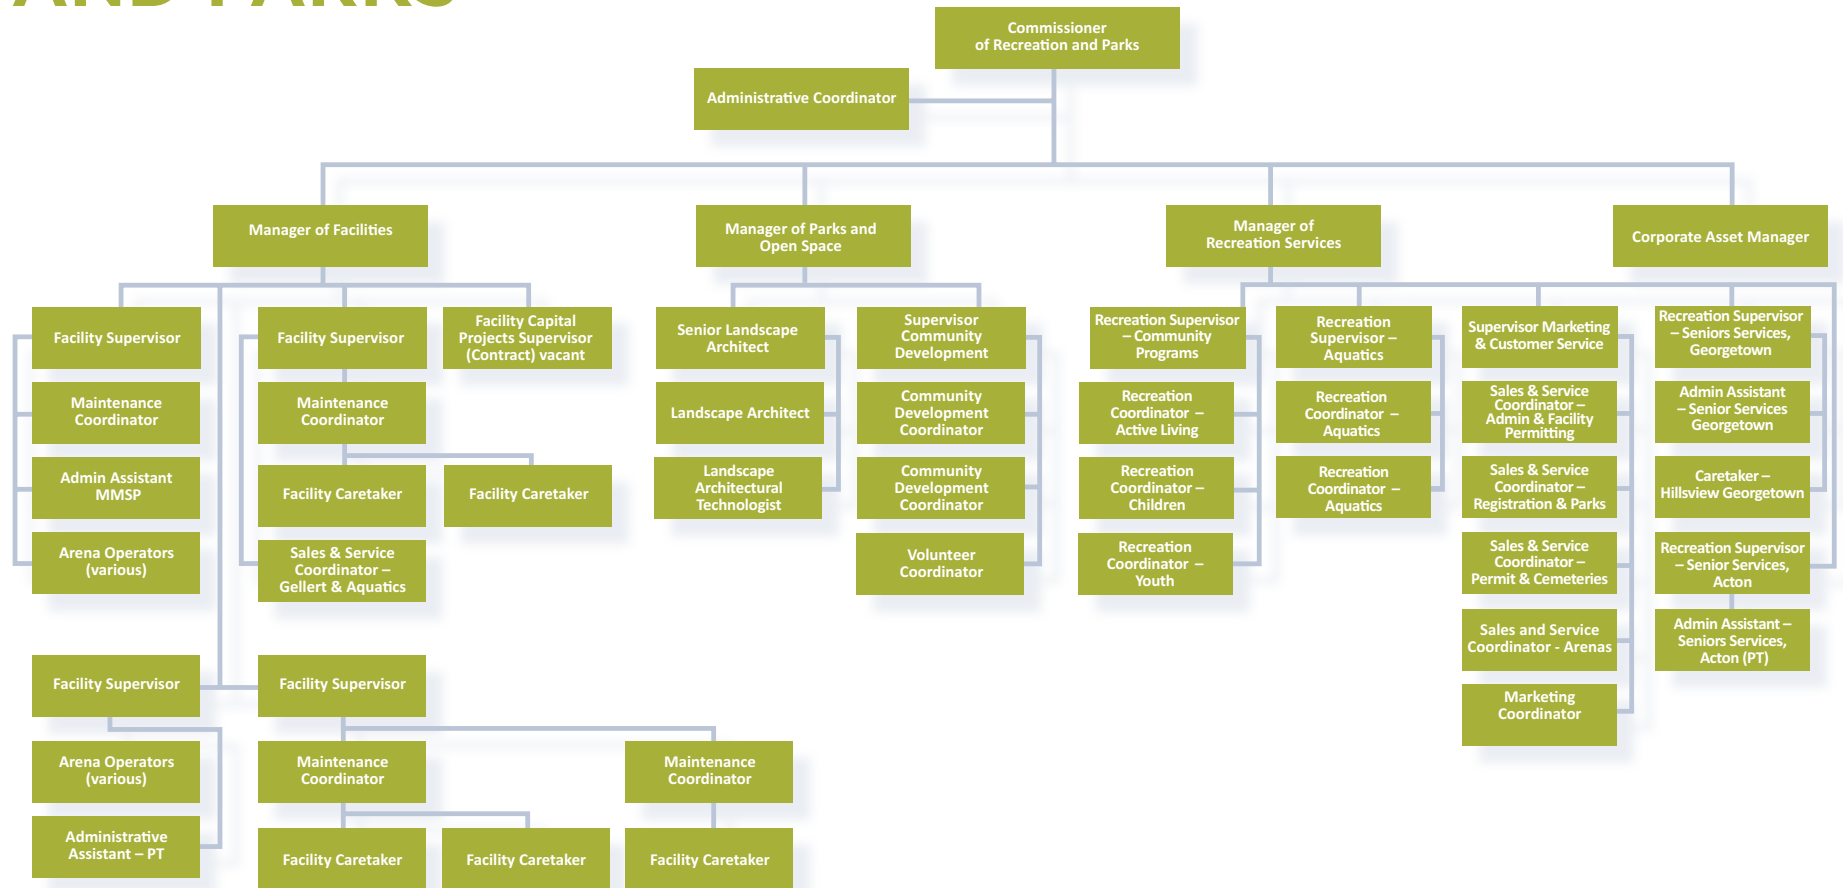 AND PARKS
Commissioner
of Recreation and Parks
Administrative Coordinator
Manager of Facilities
Manager of Parks and
Open Space
Manager of
Recreation Services
Corporate Asset Manager
Facility Supervisor
Maintenance
Coordinator
Admin Assistant
MMSP
Arena Operators
(various)
Facility Supervisor
Maintenance
Coordinator
Facility Caretaker
Facility Caretaker
Sales & Service
Coordinator –
Gellert & Aquatics
Facility Capital
Projects Supervisor
(Contract) vacant
Facility Supervisor
Arena Operators
(various)
Administrative
Assistant – PT
Facility Supervisor
Maintenance
Coordinator
Facility Caretaker
Facility Caretaker
Maintenance
Coordinator
Facility Caretaker
Senior Landscape
Architect
Landscape Architect
Landscape
Architectural
Technologist
Supervisor
Community
Development
Community
Development
Coordinator
Community
Development
Coordinator
Volunteer
Coordinator
Recreation Supervisor
– Community
Programs
Recreation
Coordinator –
Active Living
Recreation
Coordinator –
Children
Recreation
Coordinator –
Youth
Recreation
Supervisor –
Aquatics
Recreation
Coordinator –
Aquatics
Recreation
Coordinator –
Aquatics
Supervisor Marketing
& Customer Service
Sales & Service
Coordinator –
Admin & Facility
Permitting
Sales & Service
Coordinator –
Registration & Parks
Sales & Service
Coordinator –
Permit & Cemeteries
Sales and Service
Coordinator - Arenas
Marketing
Coordinator
Recreation Supervisor
– Seniors Services,
Georgetown
Admin Assistant
– Senior Services
Georgetown
Caretaker –
Hillsview Georgetown
Recreation Supervisor
– Senior Services,
Acton
Admin Assistant –
Seniors Services,
Acton (PT)